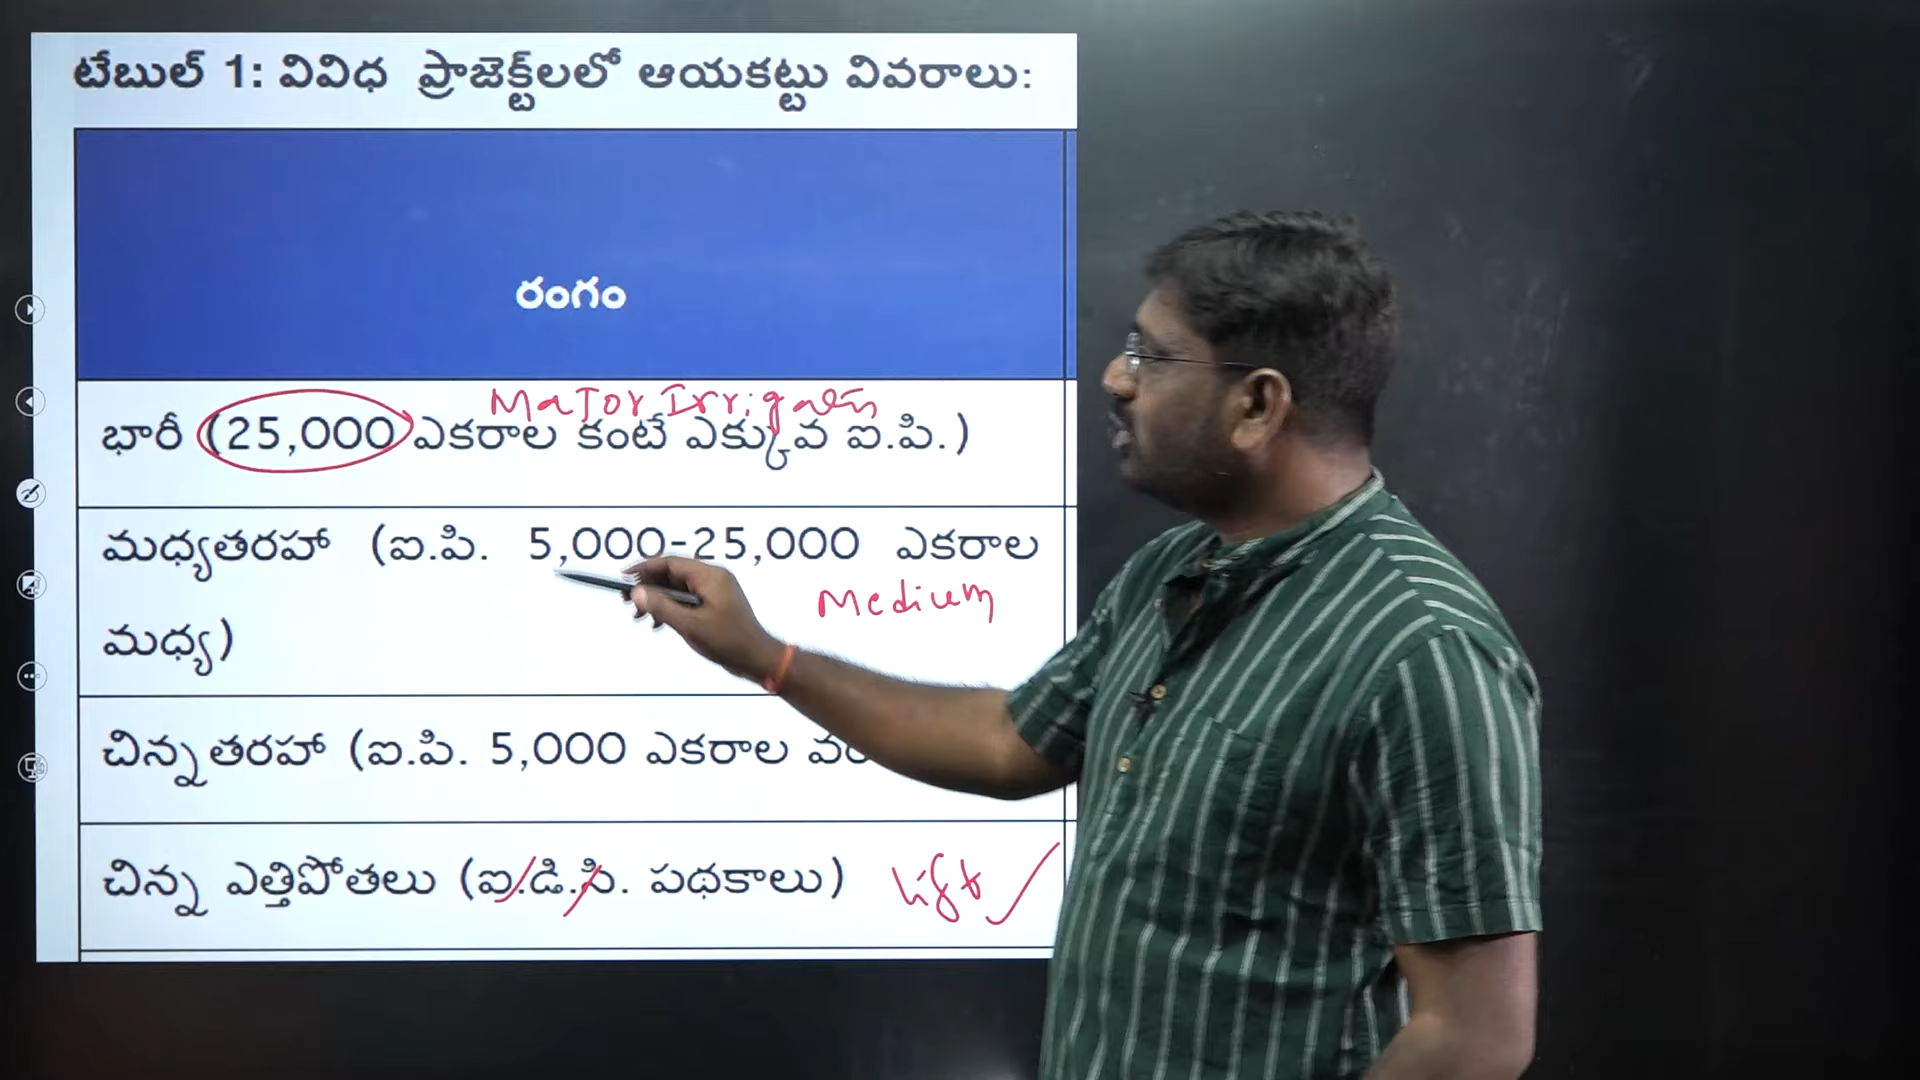 టేబుల్ 1: వివిధ ప్రాజెక్ట్‌లలో ఆయకట్టు వివరాలు:
రంగం
Major Irrigation
భారీ (25,000 ఎకరాల కంటే ఎక్కువ ఐ.పి.)
మధ్యతరహా (ఐ.పి. 5,000-25,000 ఎకరాల
Medium
మధ్య)
చిన్నతరహా (ఐ.పి. 5,000 ఎకరాల
చిన్న ఎత్తిపోతలు (ఐ.డి.సి. పథకాలు) lift